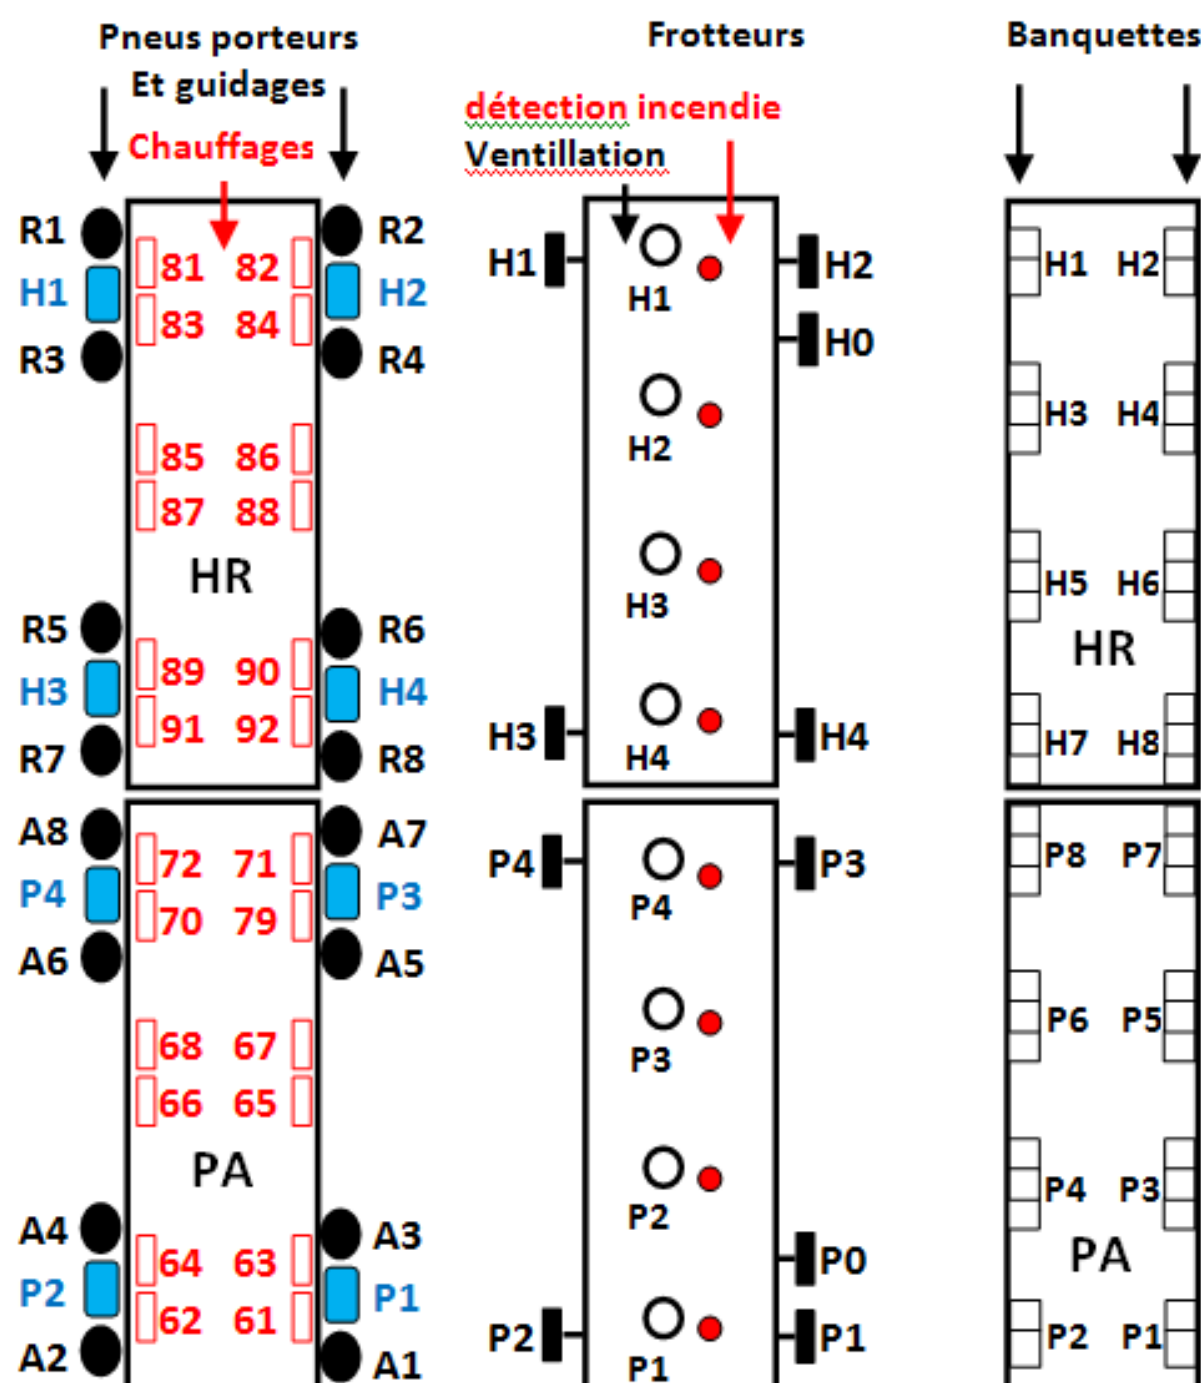 Pneus porteurs
Et guidages
Chauffages
R1 R2
81 82
H1 H2
83 84
R3 R4
85 86
87 88
HR
R5 R6
89 90
H3 H4
91 92
R7 R8
A8 A7
72 71
P4 P3
70 79
A6 A5
68 67
66 65
PA
A4 A3
64 63
P2 P1
62 61
A2 A1
Frotteurs
détection incendie
Ventillation
H1 H2
H1
H0
H2
H3
H3 H4
H4
P4 P3
P4
P3
P2
P0
P2 P1
P1
Banquettes
H1 H2
H3 H4
H5 H6
HR
H7 H8
P8 P7
P6 P5
P4 P3
PA
P2 P1